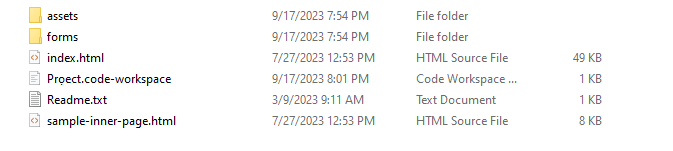 assets 9/17/2023 7:54 PM File folder
forms 9/17/2023 7:54 PM File folder
index.html 7/27/2023 12:53 PM HTML Source File 49 KB
Project.code-workspace 9/17/2023 8:01 PM Code Workspace ... 1 KB
Readme.txt 3/9/2023 9:11 AM Text Document 1 KB
sample-inner-page.html 7/27/2023 12:53 PM HTML Source File 8 KB